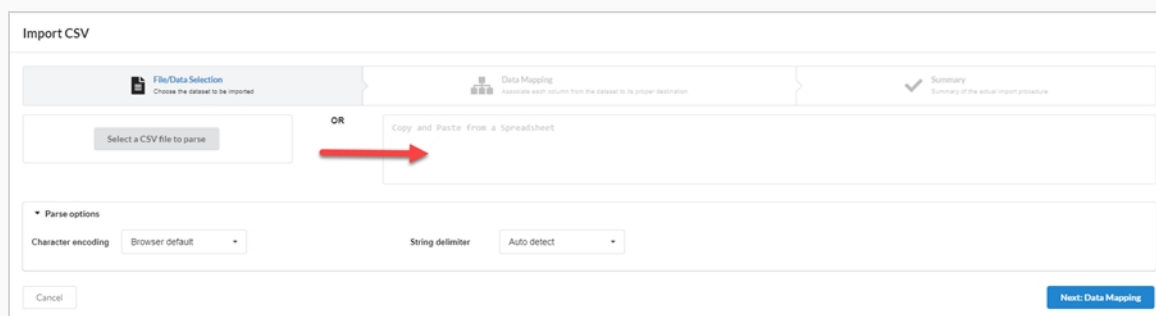 Import CSV
File/Data Selection
Choose the dataset to be imported
Data Mapping
Associate each column from the dataset to its proper destination
Summary
Summary of the actual import procedure
Select a CSV file to parse
OR
Copy and Paste from a Spreadsheet
Parse options
Character encoding
Browser default
String delimiter
Auto detect
Cancel
Next: Data Mapping